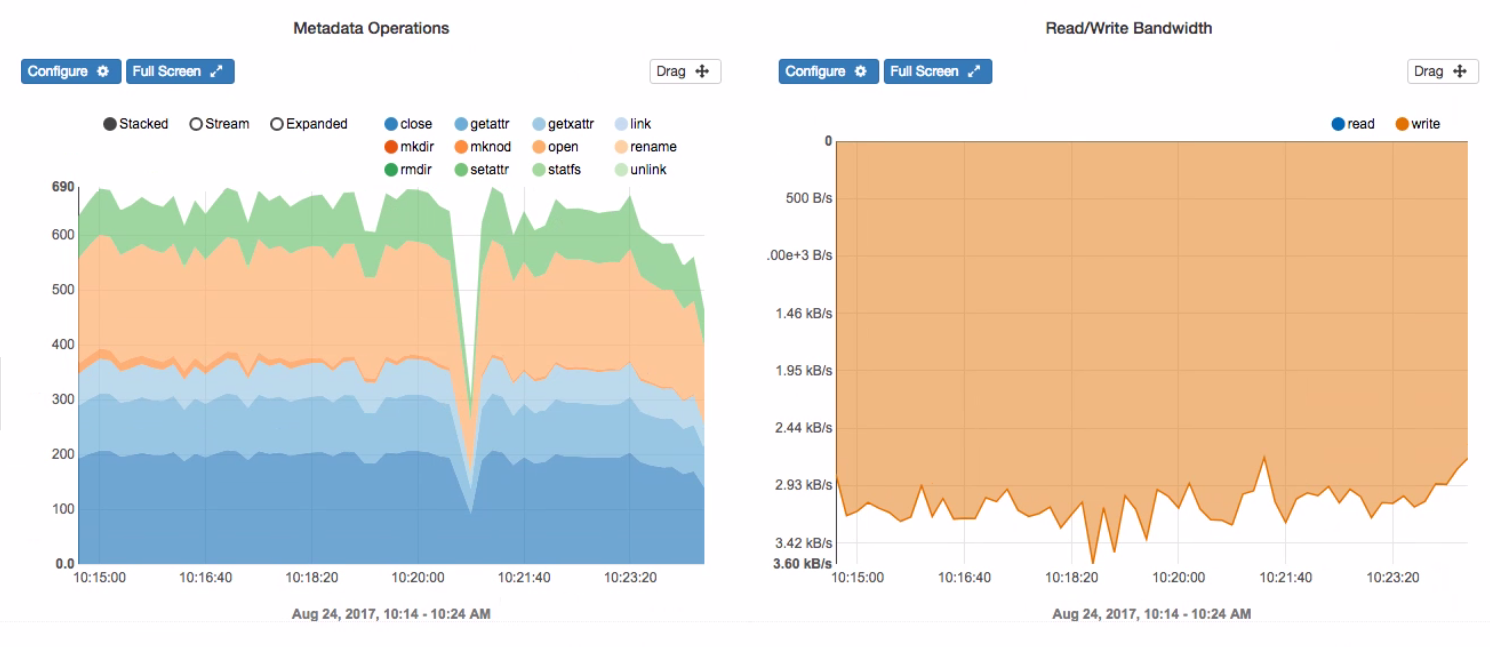 Metadata Operations
Configure Full Screen Drag
Stacked Stream Expanded close getattr getxattr link
mkdir mknod open rename
rmdir setattr statfs unlink
690
600
500
400
300
200
100
0.0
10:15:00 10:16:40 10:18:20 10:20:00 10:21:40 10:23:20
Aug 24, 2017, 10:14 - 10:24 AM
Read/Write Bandwidth
Configure Full Screen Drag
read write
0
500 B/s
.00e+3 B/s
1.46 kB/s
1.95 kB/s
2.44 kB/s
2.93 kB/s
3.42 kB/s
3.60 kB/s
10:15:00 10:16:40 10:18:20 10:20:00 10:21:40 10:23:20
Aug 24, 2017, 10:14 - 10:24 AM